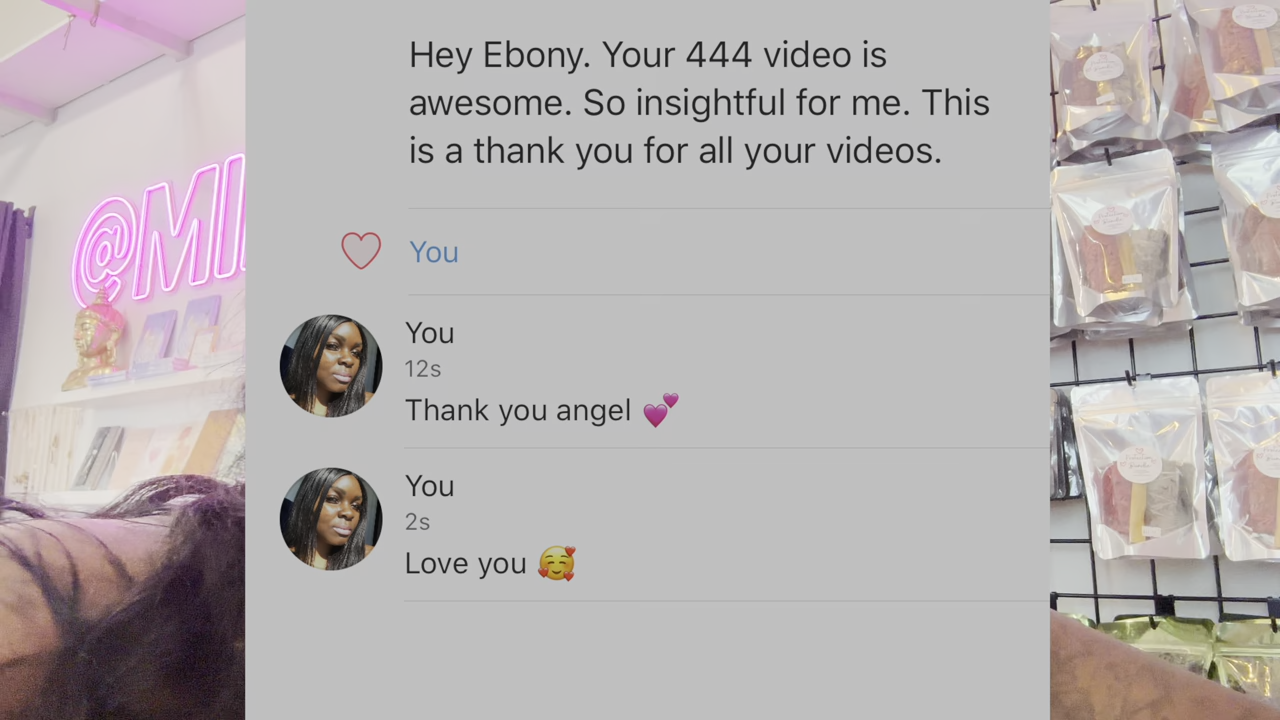 Hey Ebony. Your 444 video is
awesome. So insightful for me. This
is a thank you for all your videos.
You
You
12s
Thank you angel 💕
You
2s
Love you 🥰
@MI